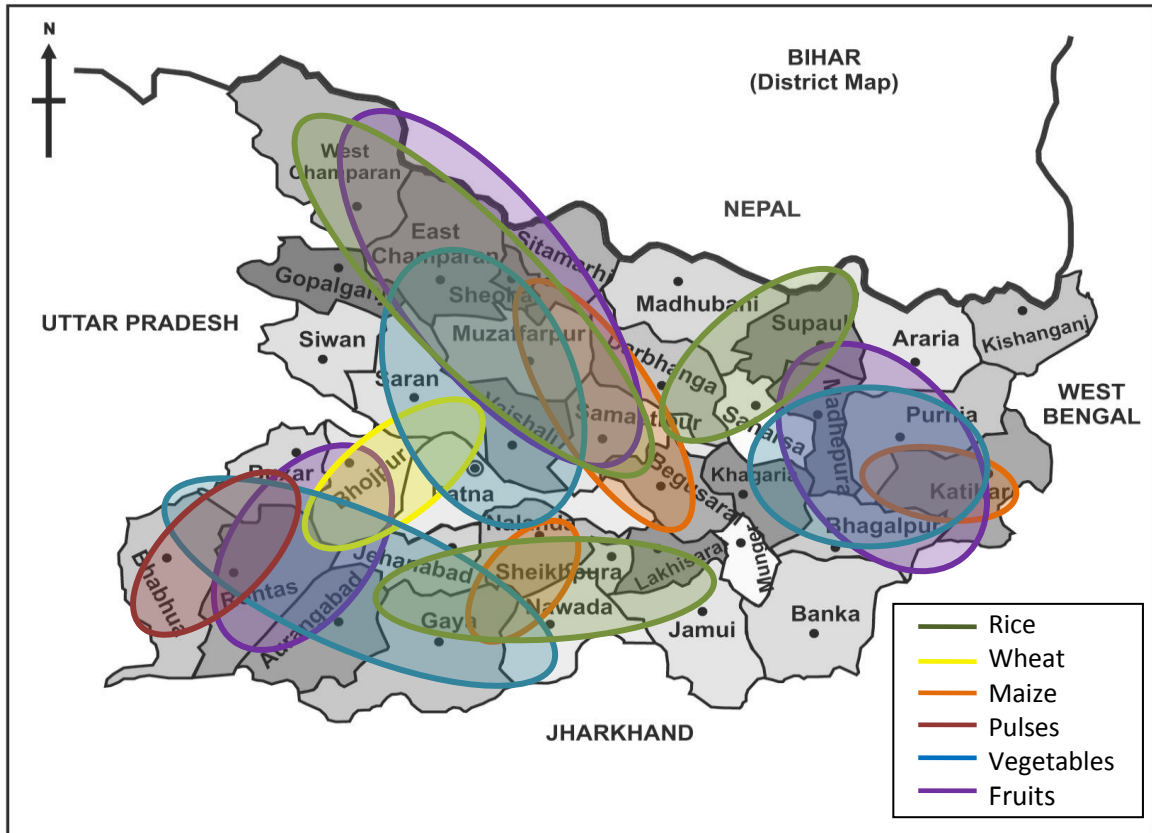 N
BIHAR
(District Map)
West
Champaran
NEPAL
East
Champaran
Sitamarhi
Gopalganj
Sheohar
Madhubani
UTTAR PRADESH
Siwan
Muzaffarpur
Supaul
Araria
Kishanganj
Darbhanga
Saran
WEST
BENGAL
Vaishali
Samastipur
Saharsa
Madhepura
Purnia
Buxar
Bhojpur
Patna
Begusarai
Khagaria
Katihar
Nalanda
Bhagalpur
Bhabhua
Rohtas
Jehanabad
Sheikhpura
Lakhisarai
Munger
Aurangabad
Gaya
Nawada
Jamui
Banka
JHARKHAND
Rice
Wheat
Maize
Pulses
Vegetables
Fruits